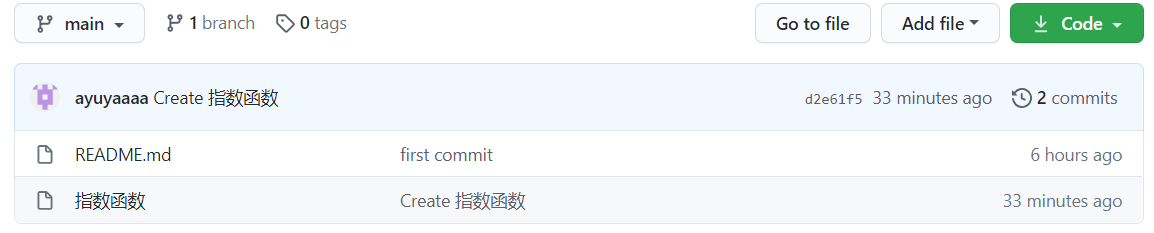 main 1 branch 0 tags Go to file Add file Code
ayuyaaaa Create 指数函数 d2e61f5 33 minutes ago 2 commits
README.md first commit 6 hours ago
指数函数 Create 指数函数 33 minutes ago